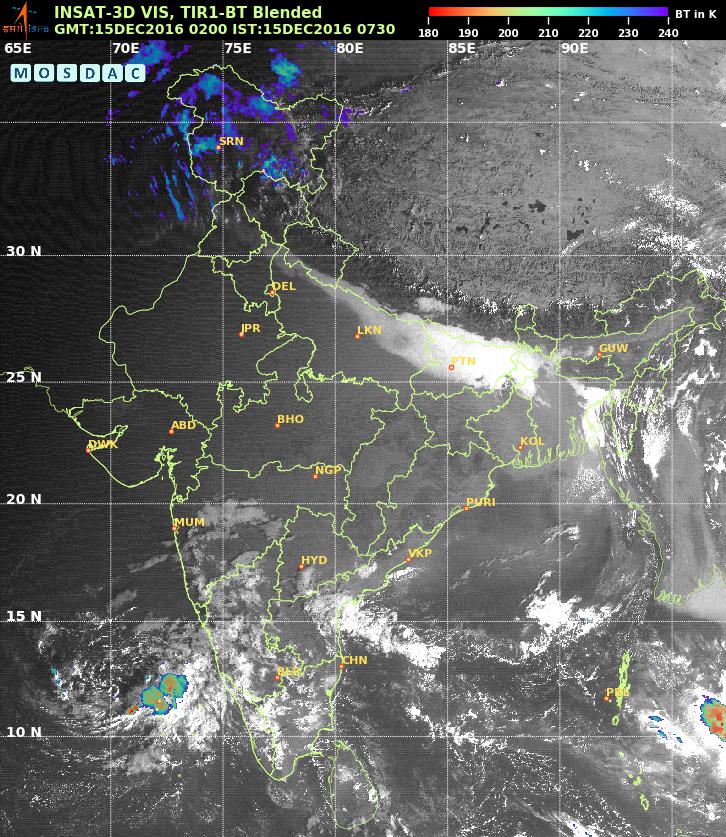 INSAT-3D VIS, TIR1-BT Blended
GMT:15DEC2016 0200 IST:15DEC2016 0730
BT in K
180 190 200 210 220 230 240
65E 70E 75E 80E 85E 90E
M O S D A C
SRN
30 N
DEL
JPR
LKN
GUW
PTN
25 N
ABD
BHO
DWK
KOL
NGP
20 N
PURI
MUM
VKP
HYD
15 N
CHN
BLR
PBL
10 N